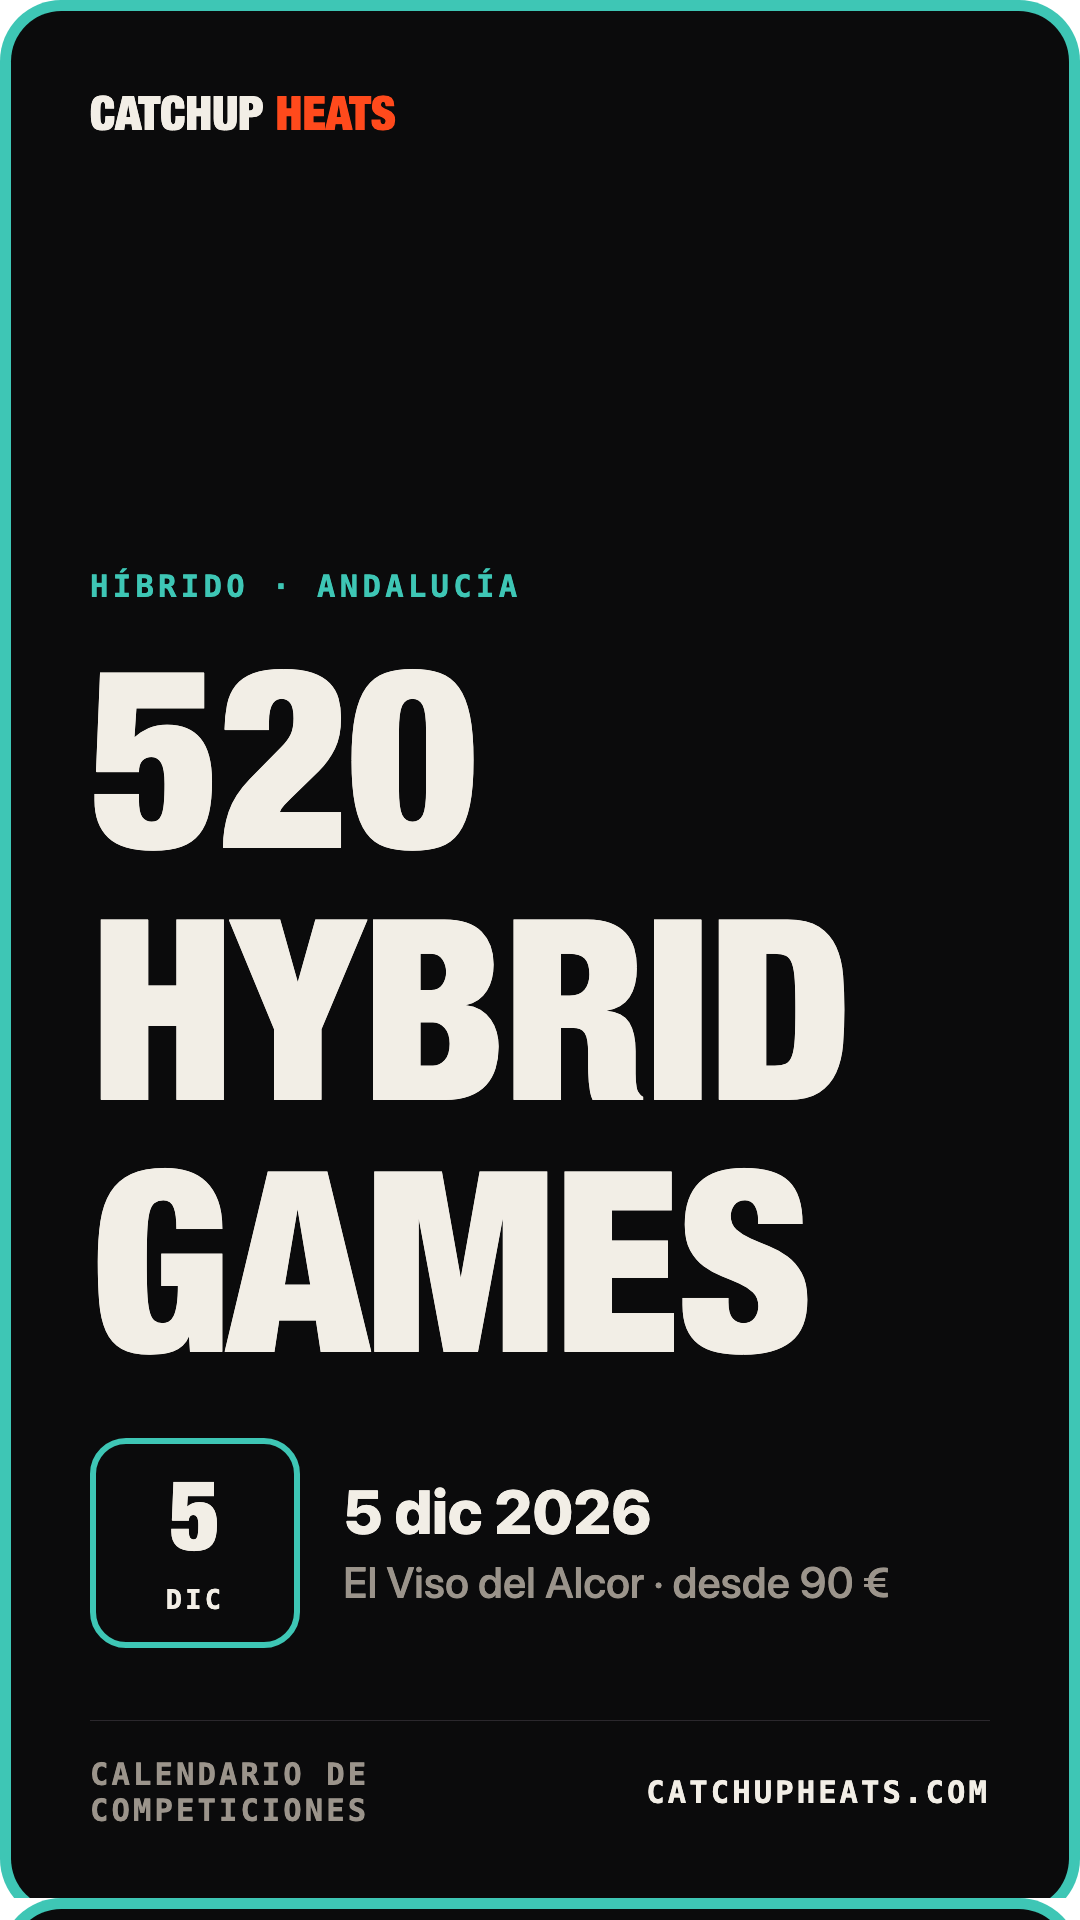 CATCHUP HEATS
HÍBRIDO · ANDALUCÍA
520
HYBRID
GAMES
5
DIC
5 dic 2026
El Viso del Alcor · desde 90 €
CALENDARIO DE
COMPETICIONES
CATCHUPHEATS.COM